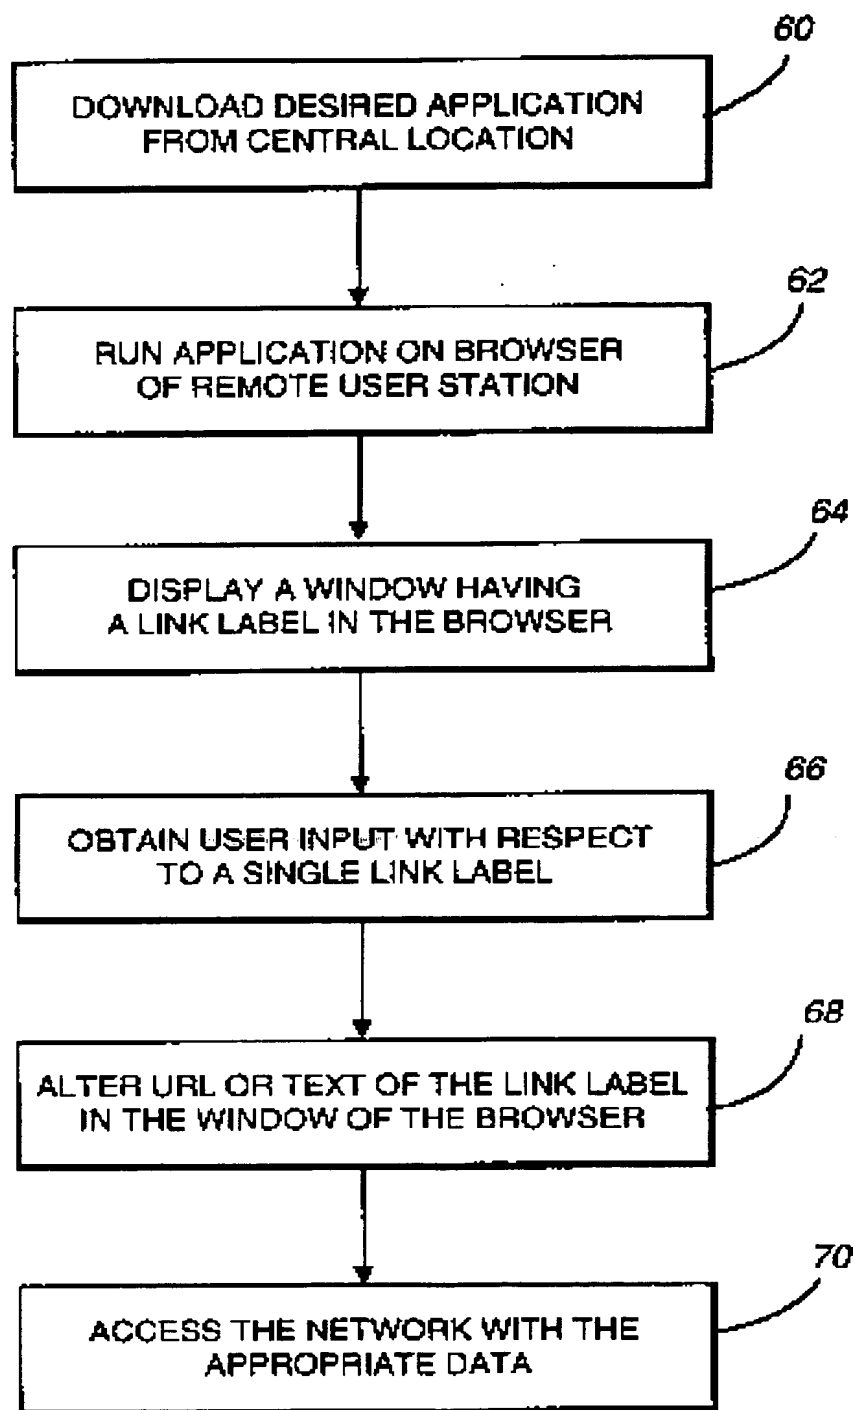 60
DOWNLOAD DESIRED APPLICATION
FROM CENTRAL LOCATION
62
RUN APPLICATION ON BROWSER
OF REMOTE USER STATION
64
DISPLAY A WINDOW HAVING
A LINK LABEL IN THE BROWSER
66
OBTAIN USER INPUT WITH RESPECT
TO A SINGLE LINK LABEL
68
ALTER URL OR TEXT OF THE LINK LABEL
IN THE WINDOW OF THE BROWSER
70
ACCESS THE NETWORK WITH THE
APPROPRIATE DATA